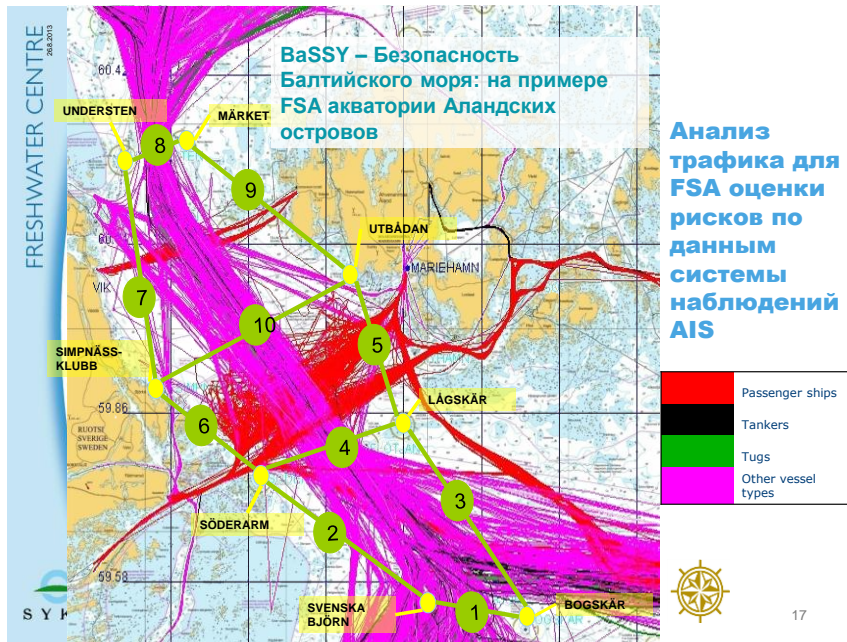 FRESHWATER CENTRE
26.8.2013
BaSSY – Безопасность
Балтийского моря: на примере
FSA акватории Аландских
островов
60.4
UNDERSTEN
MÄRKET
8
9
UTBÅDAN
MARIEHAMN
VIK
7
10
5
SIMPNÄSS-
KLUBB
59.86
LÅGSKÄR
6
4
RUOTSI
SVERIGE
SWEDEN
3
SÖDERARM
2
59.58
SVENSKA
BJÖRN
1
BOGSKÄR
Анализ
трафика для
FSA оценки
рисков по
данным
системы
наблюдений
AIS
Passenger ships
Tankers
Tugs
Other vessel
types
S Y
17